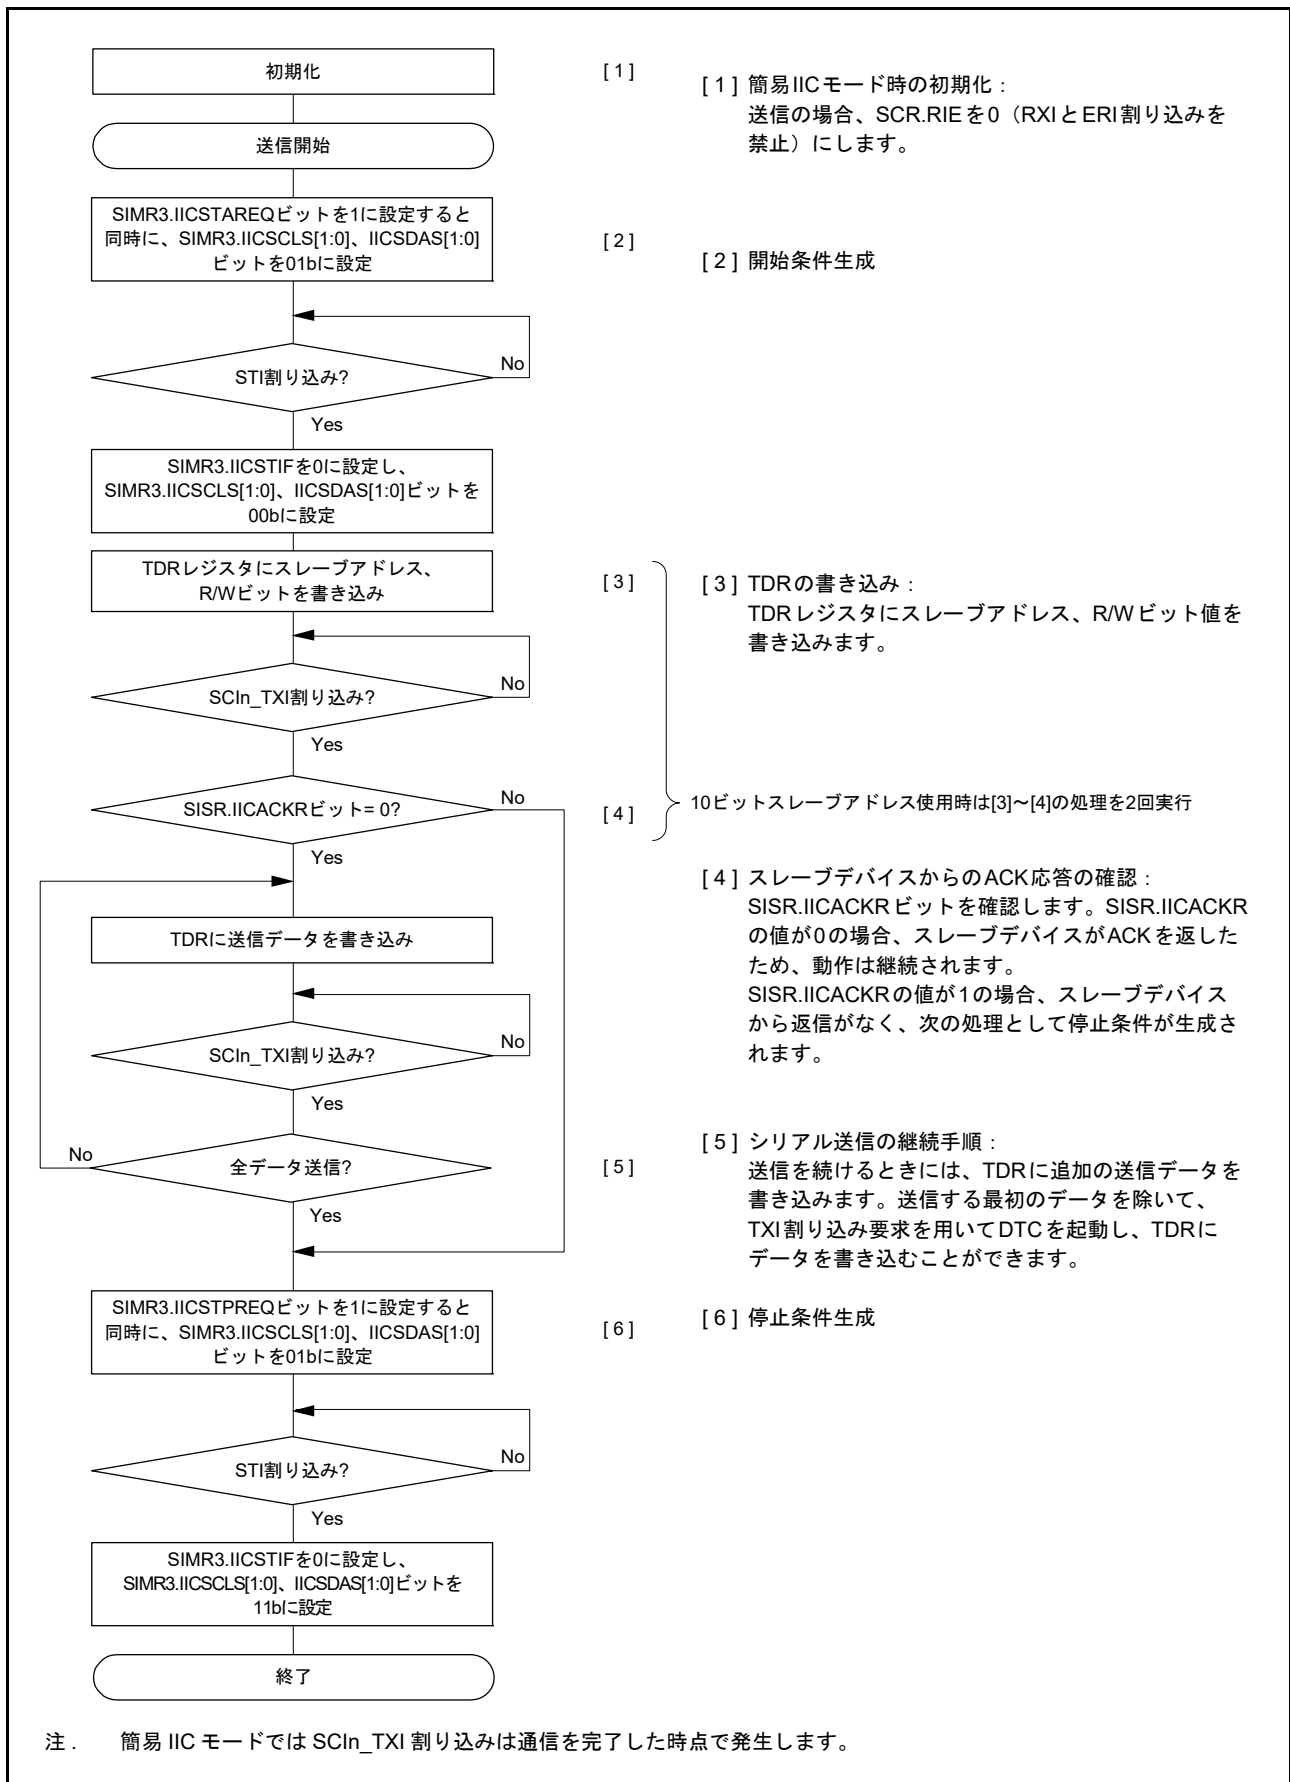 初期化
[ 1 ]
[ 1 ] 簡易IICモード時の初期化：
送信の場合、SCR.RIEを0（RXIとERI割り込みを
禁止）にします。
送信開始
SIMR3.IICSTAREQビットを1に設定すると
同時に、SIMR3.IICSCLS[1:0]、IICSDAS[1:0]
ビットを01bに設定
[ 2 ]
[ 2 ] 開始条件生成
STI割り込み?
No
Yes
SIMR3.IICSTIFを0に設定し、
SIMR3.IICSCLS[1:0]、IICSDAS[1:0]ビットを
00bに設定
TDRレジスタにスレーブアドレス、
R/Wビットを書き込み
[ 3 ]
[ 3 ] TDRの書き込み：
TDRレジスタにスレーブアドレス、R/Wビット値を
書き込みます。
SCIn_TXI割り込み?
No
Yes
SISR.IICACKRビット= 0?
No
Yes
[ 4 ]
10ビットスレーブアドレス使用時は[3]～[4]の処理を2回実行
[ 4 ] スレーブデバイスからのACK応答の確認：
SISR.IICACKRビットを確認します。SISR.IICACKR
の値が0の場合、スレーブデバイスがACKを返した
ため、動作は継続されます。
SISR.IICACKRの値が1の場合、スレーブデバイス
から返信がなく、次の処理として停止条件が生成さ
れます。
TDRに送信データを書き込み
SCIn_TXI割り込み?
No
Yes
全データ送信?
No
Yes
[ 5 ]
[ 5 ] シリアル送信の継続手順：
送信を続けるときには、TDRに追加の送信データを
書き込みます。送信する最初のデータを除いて、
TXI割り込み要求を用いてDTCを起動し、TDRに
データを書き込むことができます。
SIMR3.IICSTPREQビットを1に設定すると
同時に、SIMR3.IICSCLS[1:0]、IICSDAS[1:0]
ビットを01bに設定
[ 6 ]
[ 6 ] 停止条件生成
STI割り込み?
No
Yes
SIMR3.IICSTIFを0に設定し、
SIMR3.IICSCLS[1:0]、IICSDAS[1:0]ビットを
11bに設定
終了
注． 簡易 IIC モードでは SCIn_TXI 割り込みは通信を完了した時点で発生します。